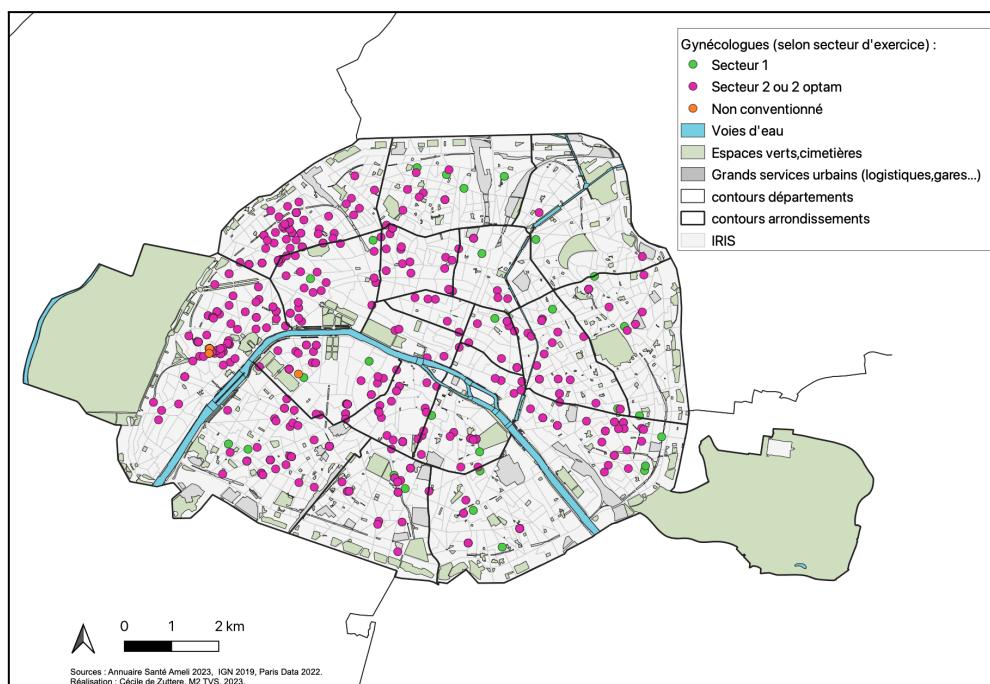 Gynécologues (selon secteur d'exercice) :
Secteur 1
Secteur 2 ou 2 optam
Non conventionné
Voies d'eau
Espaces verts,cimetières
Grands services urbains (logistiques,gares...)
contours départements
contours arrondissements
IRIS
0 1 2 km
Sources : Annuaire Santé Ameli 2023, IGN 2019, Paris Data 2022.
Réalisation : Cécile de Zuttere, M2 TVS, 2023.